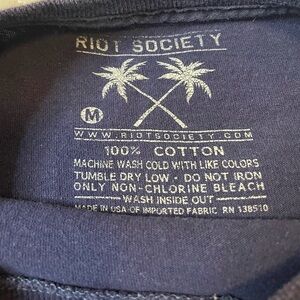 RIOT SOCIETY
M
WWW.RIOTSOCIETY.COM
100% COTTON
MACHINE WASH COLD WITH LIKE COLORS
TUMBLE DRY LOW • DO NOT IRON
ONLY NON-CHLORINE BLEACH
WASH INSIDE OUT
MADE IN USA OF IMPORTED FABRIC RN 138510